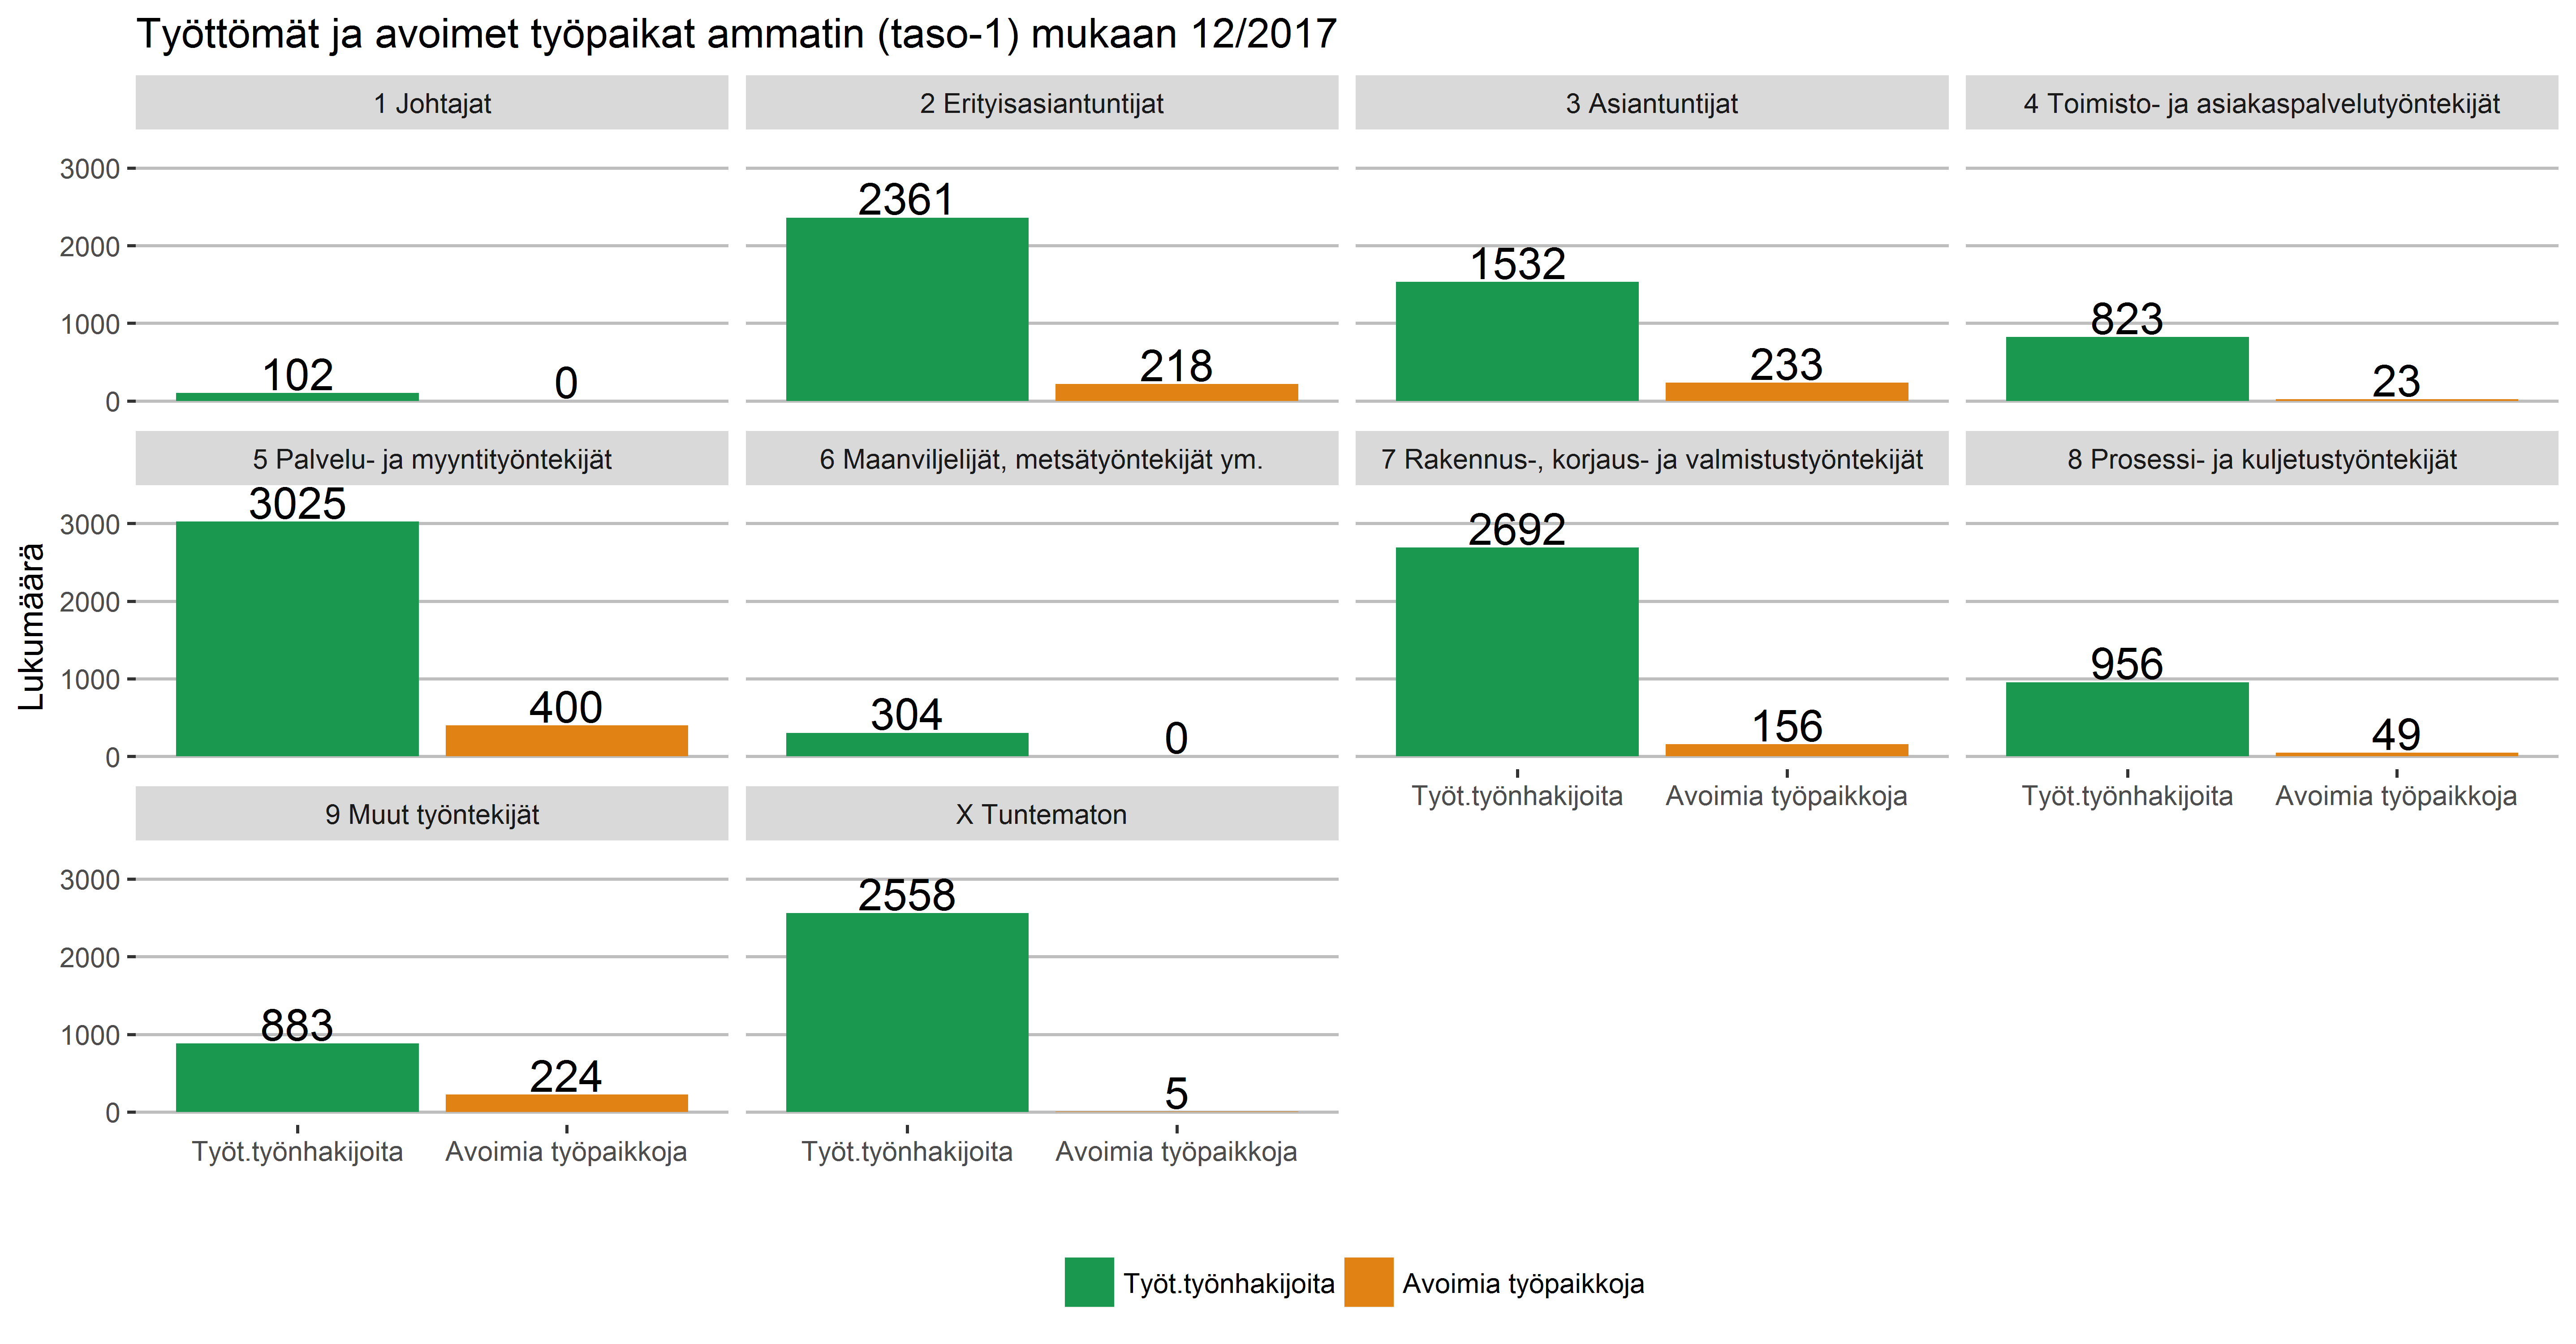 Työttömät ja avoimet työpaikat ammatin (taso-1) mukaan 12/2017
1 Johtajat
2 Erityisasiantuntijat
3 Asiantuntijat
4 Toimisto- ja asiakaspalvelutyöntekijät
3000
2000
1000
0
102
0
2361
218
1532
233
823
23
5 Palvelu- ja myyntityöntekijät
6 Maanviljelijät, metsätyöntekijät ym.
7 Rakennus-, korjaus- ja valmistustyöntekijät
8 Prosessi- ja kuljetustyöntekijät
Lukumäärä
3000
2000
1000
0
3025
400
304
0
2692
156
956
49
Työt.työnhakijoita
Avoimia työpaikkoja
Työt.työnhakijoita
Avoimia työpaikkoja
9 Muut työntekijät
X Tuntematon
3000
2000
1000
0
883
224
2558
5
Työt.työnhakijoita
Avoimia työpaikkoja
Työt.työnhakijoita
Avoimia työpaikkoja
Työt.työnhakijoita
Avoimia työpaikkoja